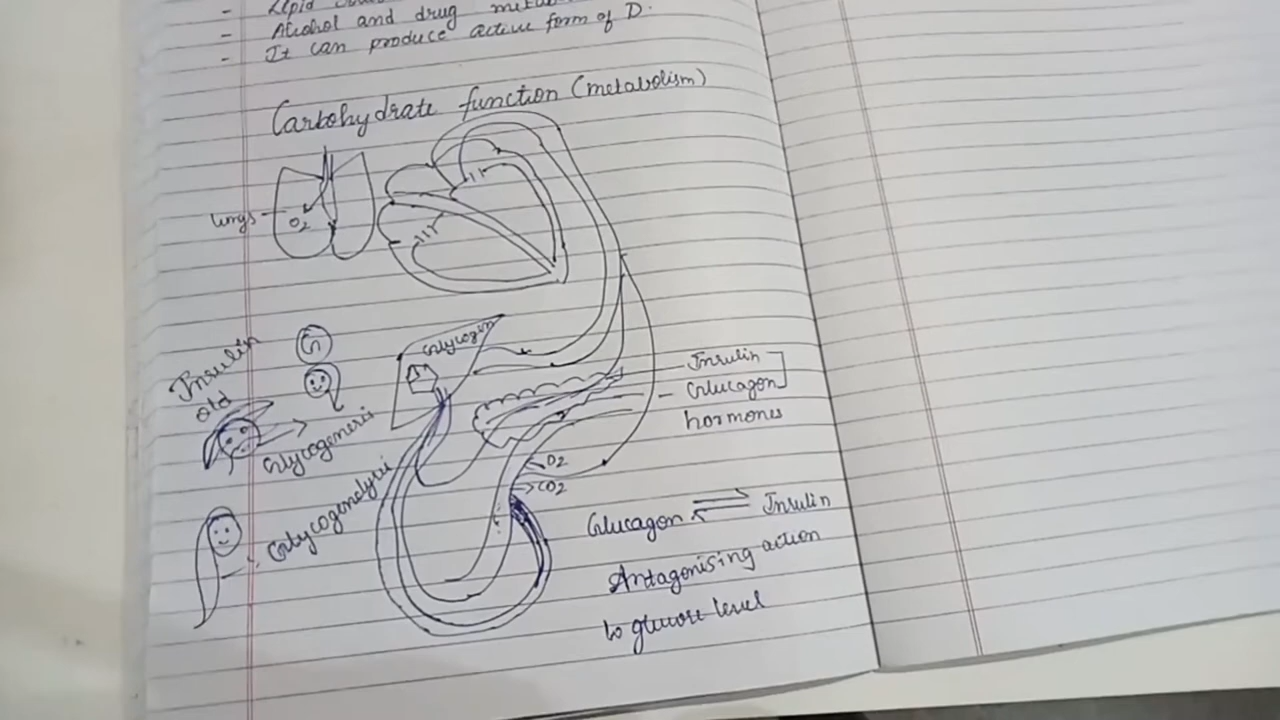 - Lipid
- Alcohol and drug
- It can produce active form of D.
Carbohydrate function (metabolism)
lungs
O2
Glycogen
Insulin
old
G
Glycogenesis
Insulin
Glucagon
hormones
O2
CO2
Glycogenolysis
Glucagon ⇌ Insulin
Antagonising action
to glucose level